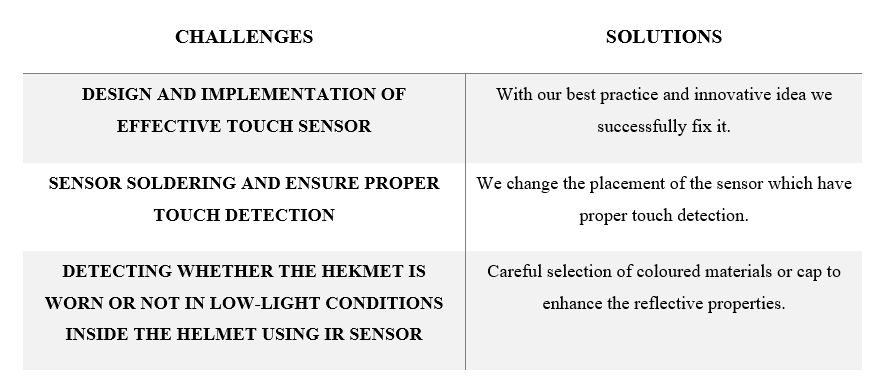 CHALLENGES
SOLUTIONS
DESIGN AND IMPLEMENTATION OF
EFFECTIVE TOUCH SENSOR
With our best practice and innovative idea we
successfully fix it.
SENSOR SOLDERING AND ENSURE PROPER
TOUCH DETECTION
We change the placement of the sensor which have
proper touch detection.
DETECTING WHETHER THE HEKMET IS
WORN OR NOT IN LOW-LIGHT CONDITIONS
INSIDE THE HELMET USING IR SENSOR
Careful selection of coloured materials or cap to
enhance the reflective properties.